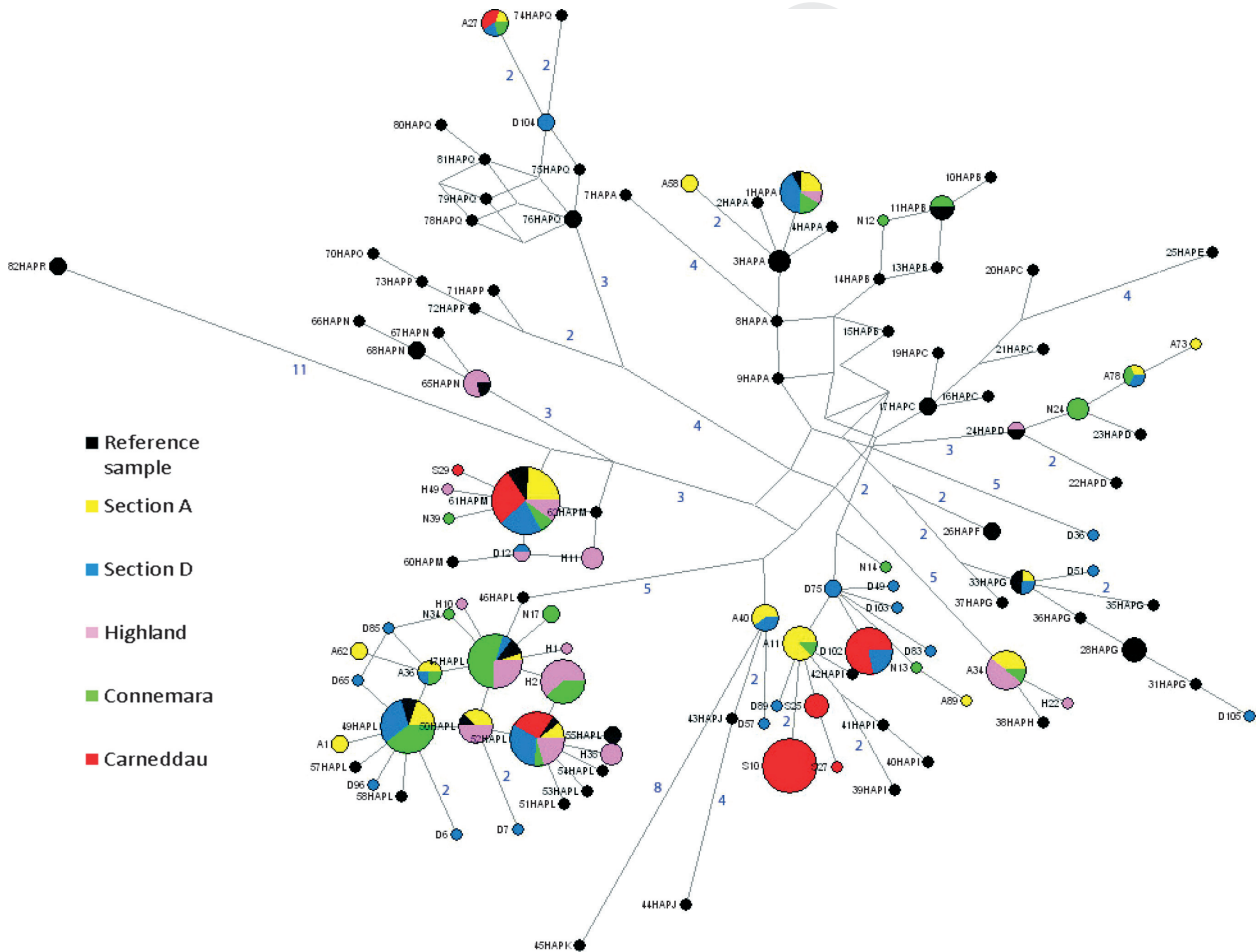 74HAPQ
A27
2
2
D104
80HAPQ
81HAPQ
75HAPQ
79HAPQ
78HAPQ
76HAPQ
7HAPA
A58
1HAPA
2HAPA
4HAPA
2
3HAPA
10HAPB
11HAPB
N12
13HAPB
14HAPB
25HAPE
20HAPC
82HAPR
70HAPO
73HAPP
71HAPP
72HAPP
3
4
4
66HAPN
67HAPN
68HAPN
65HAPN
2
8HAPA
15HAPB
19HAPC
21HAPC
9HAPA
16HAPC
17HAPC
A73
A78
N24
23HAPD
24HAPD
11
3
4
3
2
22HAPD
Reference
sample
Section A
Section D
Highland
Connemara
Carneddau
S29
H49
61HAPM
N39
62HAPM
D12
H11
60HAPM
3
2
2
5
26HAPF
D36
2
5
46HAPL
5
N14
D75
D49
D103
33HAPG
D51
2
35HAPG
37HAPG
36HAPG
H10
N34
N17
D85
A62
47HAPL
H1
A36
D65
H2
A40
A11
D102
D83
N13
42HAPI
A34
28HAPG
31HAPG
49HAPL
50HAPL
52HAPL
55HAPL
H35
2
43HAPJ
D57
D89
S25
A89
H22
38HAPH
D105
A1
57HAPL
D96
58HAPL
54HAPL
53HAPL
51HAPL
2
2
41HAPI
2
2
40HAPI
39HAPI
S10
S27
D6
D7
8
4
44HAPJ
45HAPK